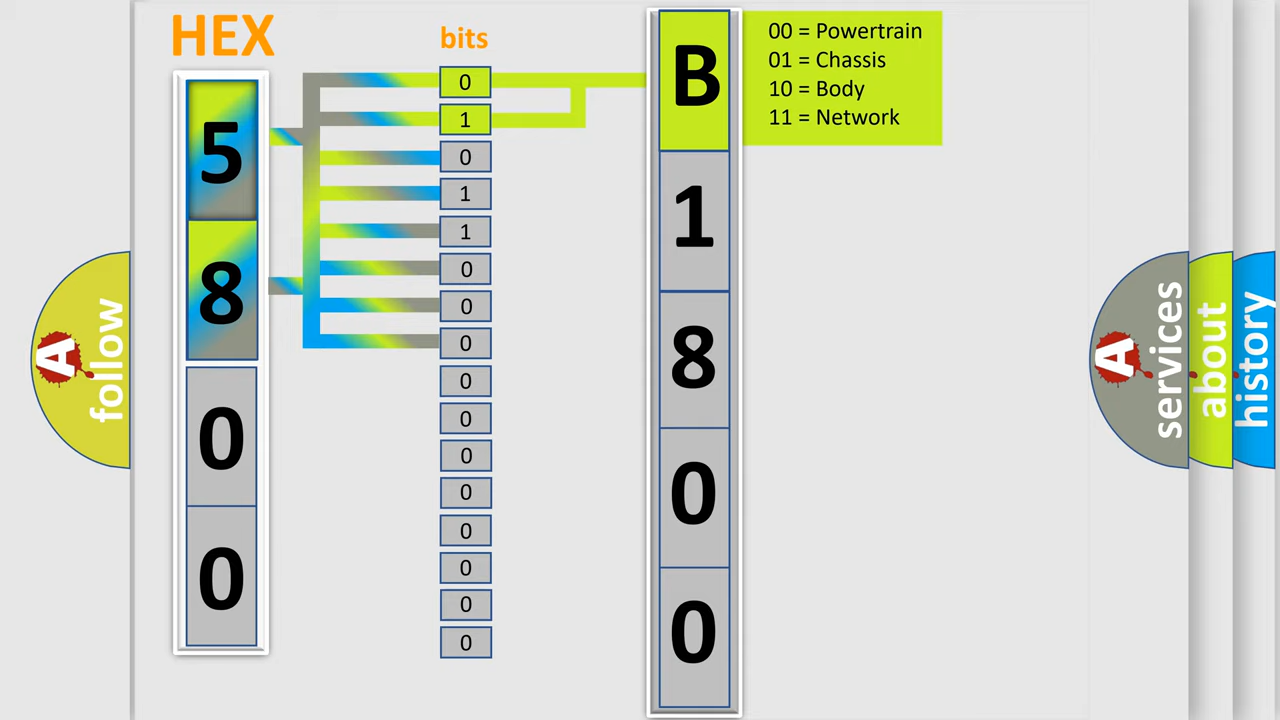 HEX
bits
5
8
0
0
0
1
0
1
1
0
0
0
0
0
0
0
0
0
0
0
B
1
8
0
0
00 = Powertrain
01 = Chassis
10 = Body
11 = Network
A
follow
A
services
about
history